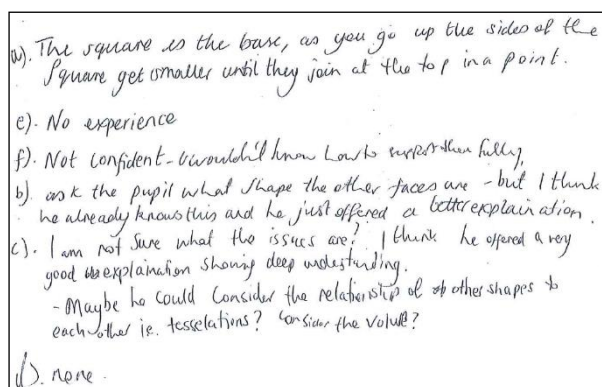 a). The square is the base, as you go up the sides of the
square get smaller until they join at the top in a point.
e). No experience
f). Not confident - I wouldn't know how to support them fully,
b). ask the pupil what shape the other faces are - but I think
he already knows this and he just offered a better explaination.
c). I am not sure what the issues are? I think he offered a very
good explaination showing deep understanding.
- Maybe he could consider the relationship of other shapes to
each other ie. tesselations? Consider the volume?
d). none.